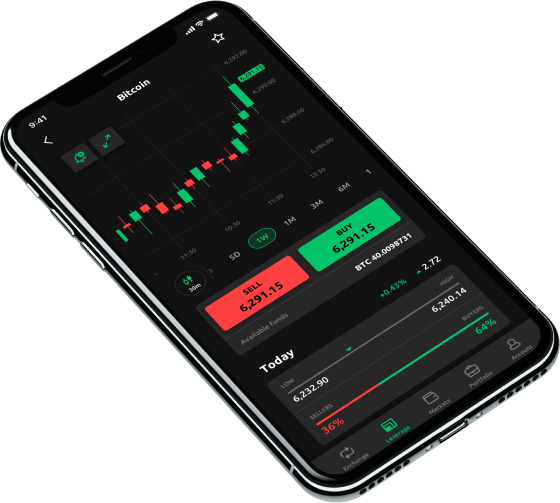 9:41
Bitcoin
6,292.00
6,291.15
6,290.00
6,288.00
6,286.00
11:30
10:30
11:30
12:30
5D
1W
1M
3M
6M
1
30m
SELL
6,291.15
BUY
6,291.15
Available funds
BTC 40.0098731
Today
+0.43%
2.72
LOW
HIGH
6,232.90
6,240.14
SELLERS
BUYERS
36%
64%
Exchange
Leverage
Markets
Portfolio
Account